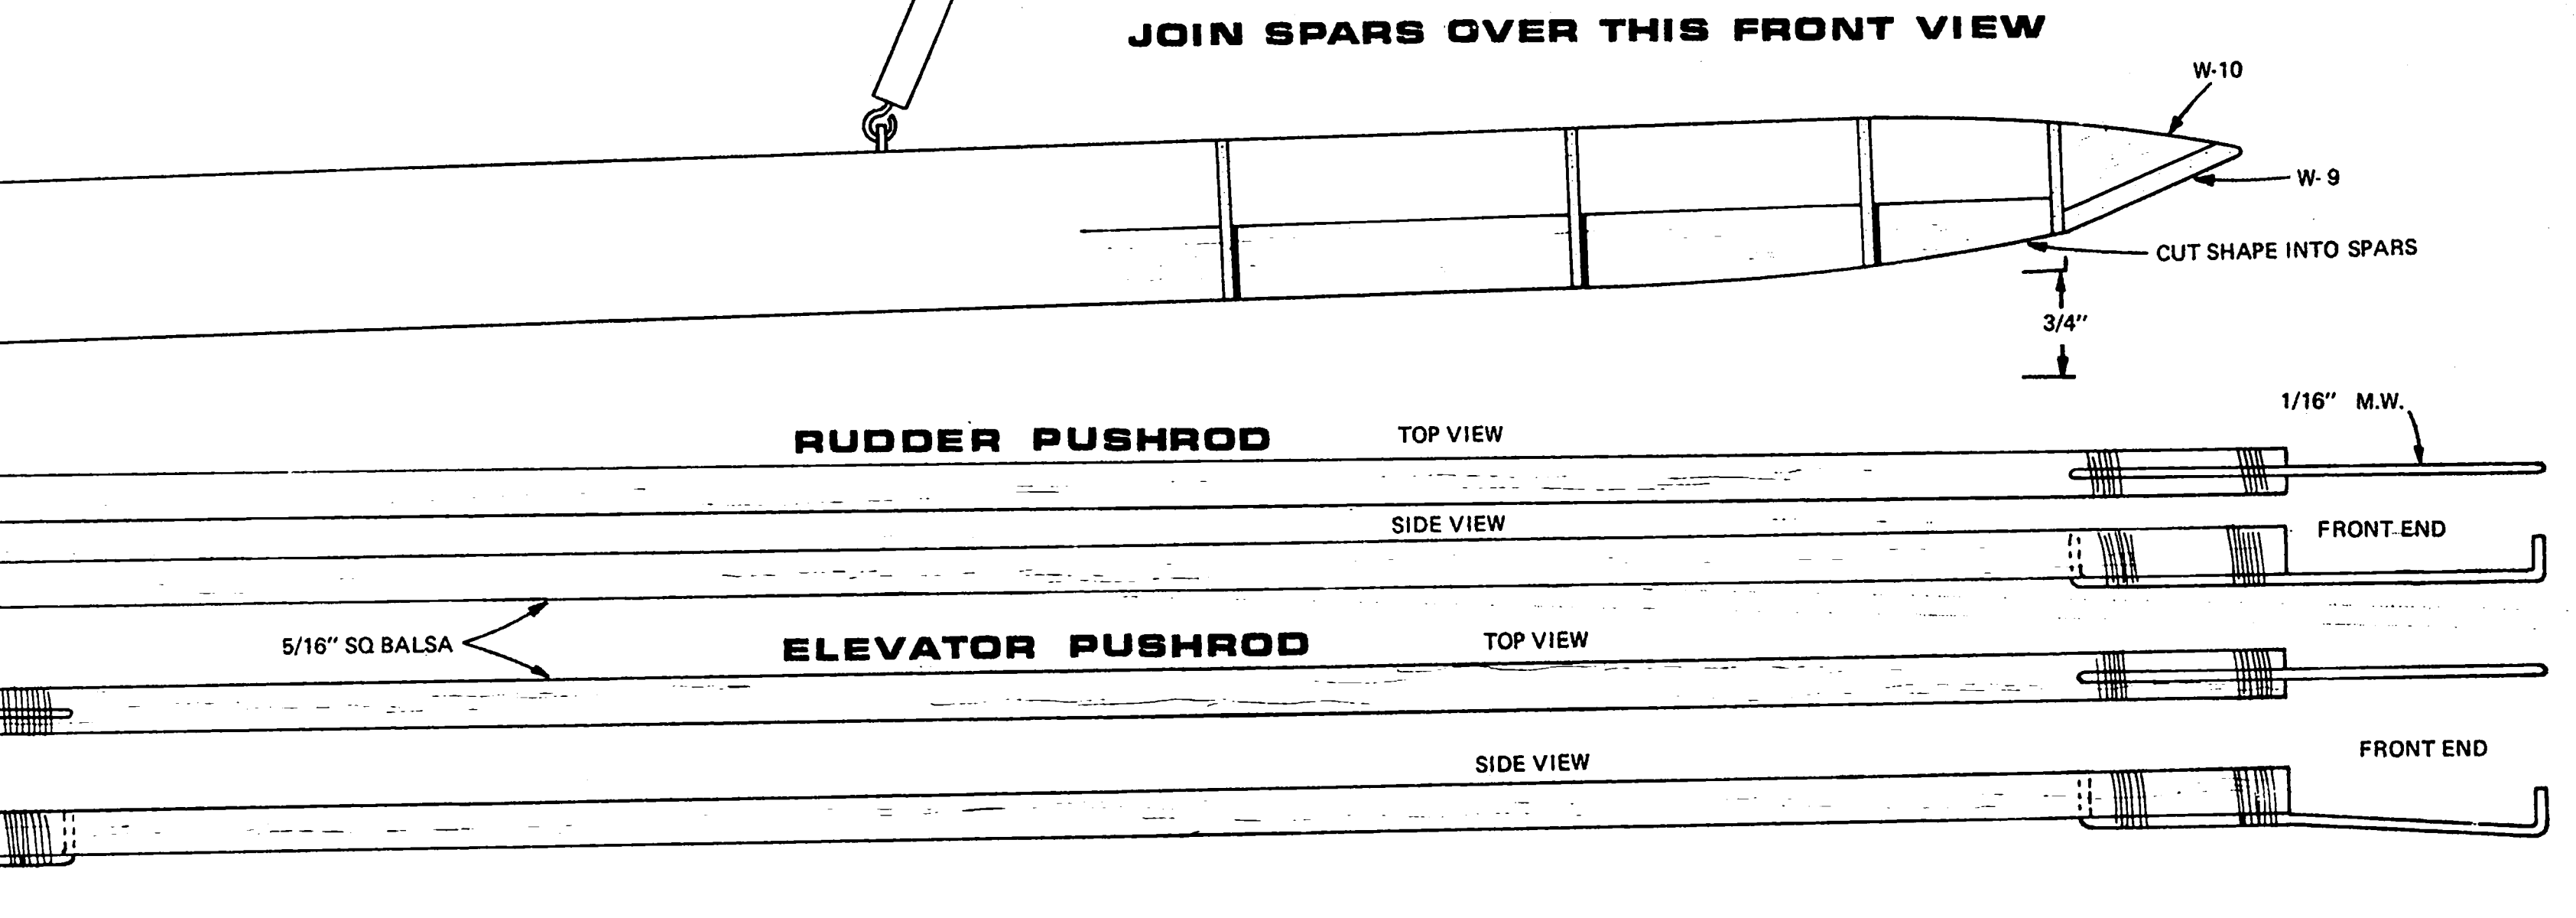 JOIN SPARS OVER THIS FRONT VIEW
W-10
W-9
CUT SHAPE INTO SPARS
3/4"
1/16" M.W.
RUDDER PUSHROD
TOP VIEW
SIDE VIEW
FRONT END
5/16" SQ BALSA
ELEVATOR PUSHROD
TOP VIEW
SIDE VIEW
FRONT END